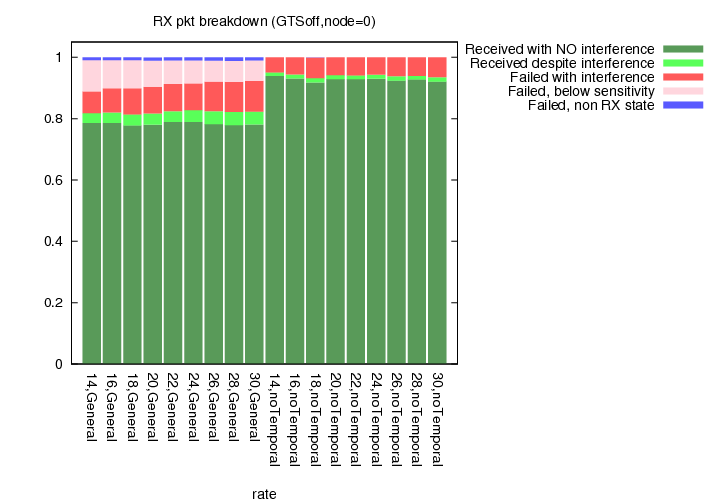 RX pkt breakdown (GTSoff,node=0)
Received with NO interference
Received despite interference
Failed with interference
Failed, below sensitivity
Failed, non RX state
1
0.8
0.6
0.4
0.2
0
14,General
16,General
18,General
20,General
22,General
24,General
26,General
28,General
30,General
14,noTemporal
16,noTemporal
18,noTemporal
20,noTemporal
22,noTemporal
24,noTemporal
26,noTemporal
28,noTemporal
30,noTemporal
rate